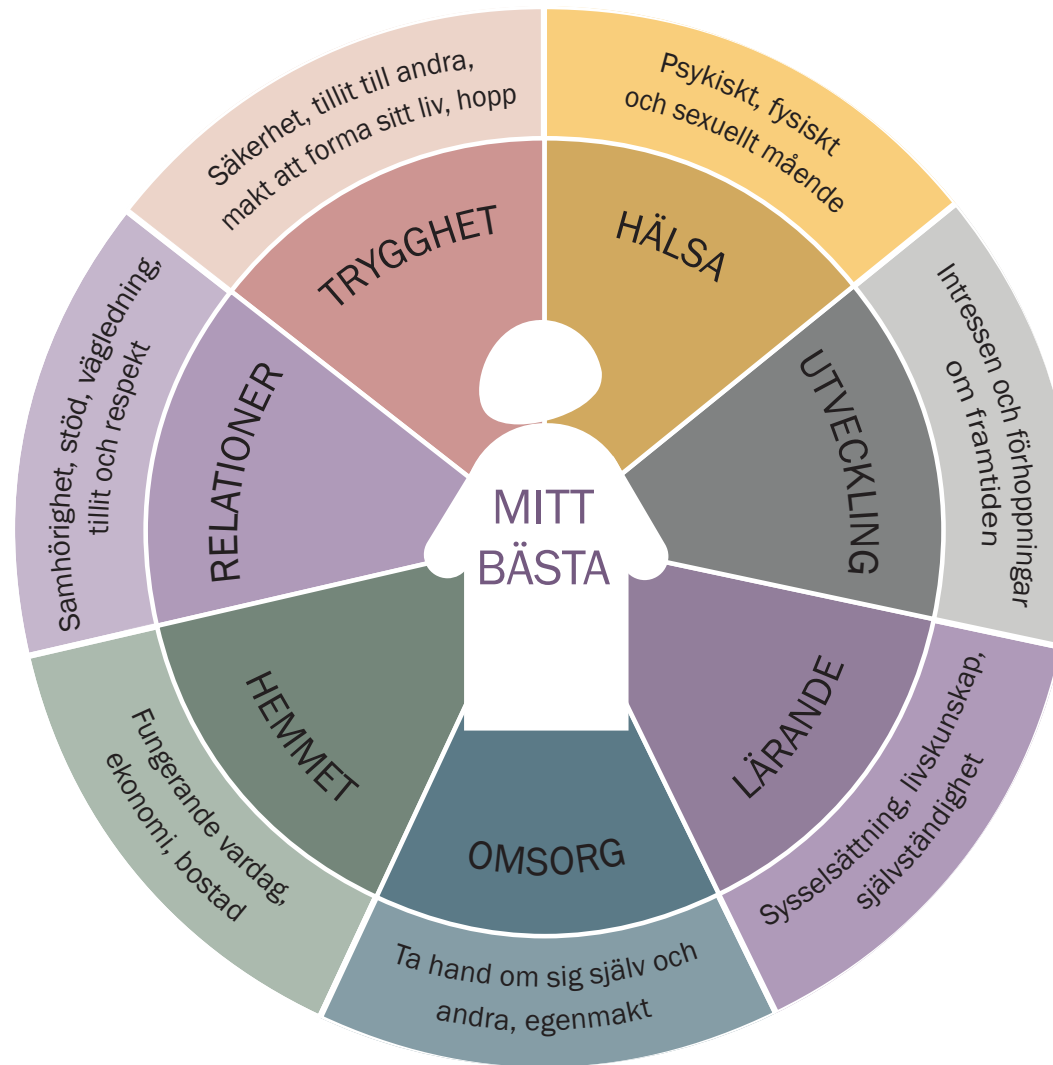 MITT
BÄSTA
TRYGGHET
Säkerhet, tillit till andra,
makt att forma sitt liv, hopp
HÄLSA
Psykiskt, fysiskt
och sexuellt mående
UTVECKLING
Intressen och förhoppningar
om framtiden
LÄRANDE
Sysselsättning, livskunskap,
självständighet
OMSORG
Ta hand om sig själv och
andra, egenmakt
HEMMET
Fungerande vardag,
ekonomi, bostad
RELATIONER
Samhörighet, stöd, vägledning,
tillit och respekt